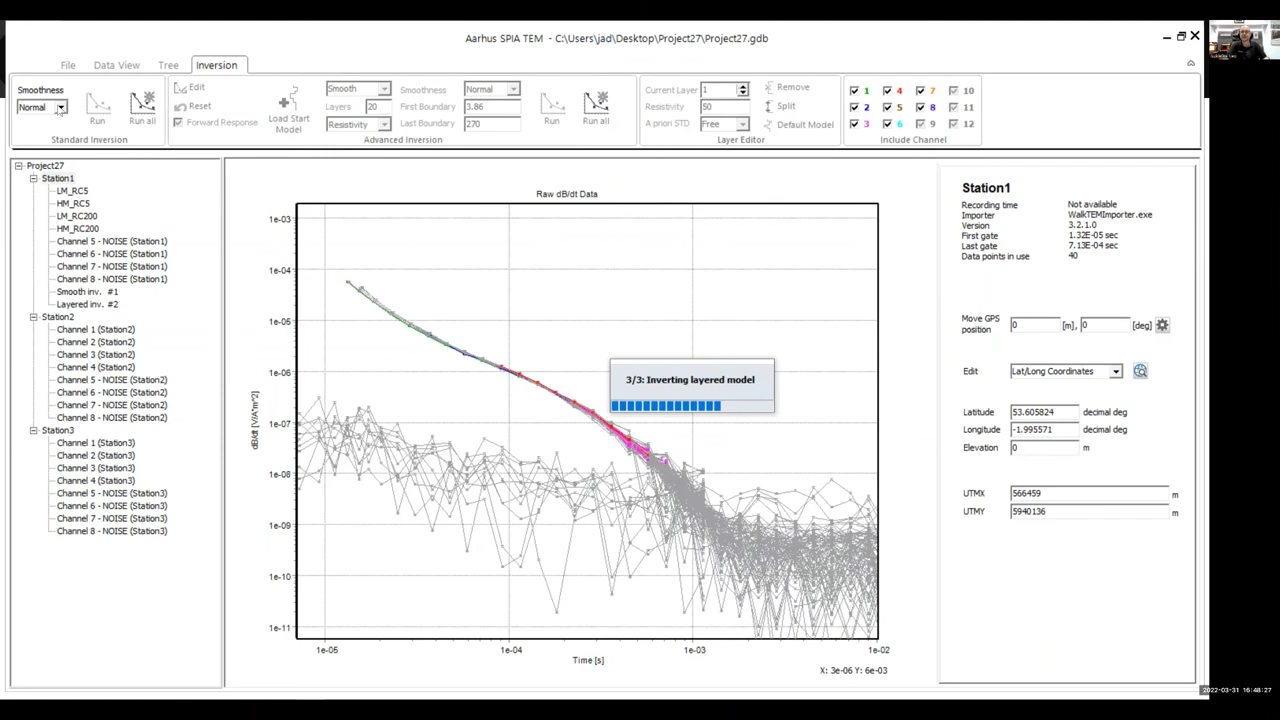 Aarhus SPIA TEM - C:\Users\jad\Desktop\Project27\Project27.gdb
File Data View Tree Inversion
Smoothness
Normal
Run Run all
Standard Inversion
Edit
Reset
Forward Response
Load Start
Model
Smooth Smoothness Normal
Layers 20 First Boundary 3.86
Resistivity Last Boundary 270
Run Run all
Advanced Inversion
Current Layer 1 Remove
Resistivity 50 Split
A priori STD Free Default Model
Layer Editor
1 4 7 10
2 5 8 11
3 6 9 12
Include Channel
Project27
Station1
LM_RC5
HM_RC5
LM_RC200
HM_RC200
Channel 5 - NOISE (Station1)
Channel 6 - NOISE (Station1)
Channel 7 - NOISE (Station1)
Channel 8 - NOISE (Station1)
Smooth inv. #1
Layered inv. #2
Station2
Channel 1 (Station2)
Channel 2 (Station2)
Channel 3 (Station2)
Channel 4 (Station2)
Channel 5 - NOISE (Station2)
Channel 6 - NOISE (Station2)
Channel 7 - NOISE (Station2)
Channel 8 - NOISE (Station2)
Station3
Channel 1 (Station3)
Channel 2 (Station3)
Channel 3 (Station3)
Channel 4 (Station3)
Channel 5 - NOISE (Station3)
Channel 6 - NOISE (Station3)
Channel 7 - NOISE (Station3)
Channel 8 - NOISE (Station3)
Raw dB/dt Data
1e-03
1e-04
1e-05
1e-06
1e-07
1e-08
1e-09
1e-10
1e-11
dB/dt [V/A*m^2]
3/3: Inverting layered model
1e-05 1e-04 1e-03 1e-02
Time [s]
X: 3e-06 Y: 6e-03
Station1
Recording time Not available
Importer WalkTEMImporter.exe
Version 3.2.1.0
First gate 1.32E-05 sec
Last gate 7.13E-04 sec
Data points in use 40
Move GPS
position 0 [m], 0 [deg]
Edit Lat/Long Coordinates
Latitude 53.605824 decimal deg
Longitude -1.995571 decimal deg
Elevation 0 m
UTMX 566459 m
UTMY 5940136 m
2022-03-31 16:48:27